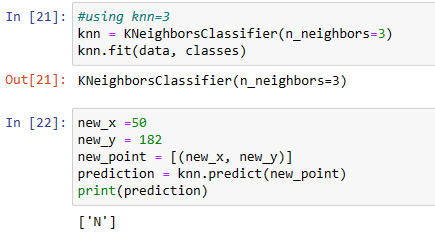 In [21]: #using knn=3
knn = KNeighborsClassifier(n_neighbors=3)
knn.fit(data, classes)
Out[21]: KNeighborsClassifier(n_neighbors=3)
In [22]: new_x =50
new_y = 182
new_point = [(new_x, new_y)]
prediction = knn.predict(new_point)
print(prediction)
['N']